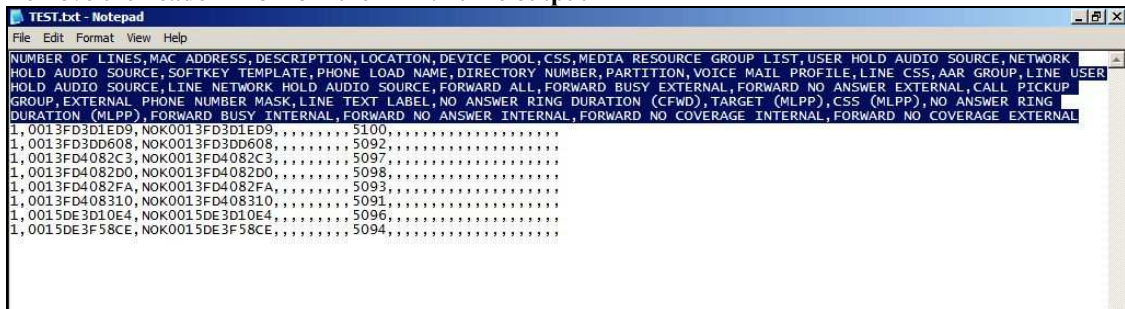 TEST.txt - Notepad
File Edit Format View Help
NUMBER OF LINES,MAC ADDRESS,DESCRIPTION,LOCATION,DEVICE POOL,CSS,MEDIA RESOURCE GROUP LIST,USER HOLD AUDIO SOURCE,NETWORK
HOLD AUDIO SOURCE,SOFTKEY TEMPLATE,PHONE LOAD NAME,DIRECTORY NUMBER,PARTITION,VOICE MAIL PROFILE,LINE CSS,AAR GROUP,LINE USER
HOLD AUDIO SOURCE,LINE NETWORK HOLD AUDIO SOURCE,FORWARD ALL,FORWARD BUSY EXTERNAL,FORWARD NO ANSWER EXTERNAL,CALL PICKUP
GROUP,EXTERNAL PHONE NUMBER MASK,LINE TEXT LABEL,NO ANSWER RING DURATION (CFWD),TARGET (MLPP),CSS (MLPP),NO ANSWER RING
DURATION (MLPP),FORWARD BUSY INTERNAL,FORWARD NO ANSWER INTERNAL,FORWARD NO COVERAGE INTERNAL,FORWARD NO COVERAGE EXTERNAL
1,0013FD3D1ED9,NOK0013FD3D1ED9,,,,,,,,,5100,,,,,,,,,,,,,,,,,,,,
1,0013FD3DD608,NOK0013FD3DD608,,,,,,,,,5092,,,,,,,,,,,,,,,,,,,,
1,0013FD4082C3,NOK0013FD4082C3,,,,,,,,,5097,,,,,,,,,,,,,,,,,,,,
1,0013FD4082D0,NOK0013FD4082D0,,,,,,,,,5098,,,,,,,,,,,,,,,,,,,,
1,0013FD4082FA,NOK0013FD4082FA,,,,,,,,,5093,,,,,,,,,,,,,,,,,,,,
1,0013FD408310,NOK0013FD408310,,,,,,,,,5091,,,,,,,,,,,,,,,,,,,,
1,0015DE3D10E4,NOK0015DE3D10E4,,,,,,,,,5096,,,,,,,,,,,,,,,,,,,,
1,0015DE3F58CE,NOK0015DE3F58CE,,,,,,,,,5094,,,,,,,,,,,,,,,,,,,,